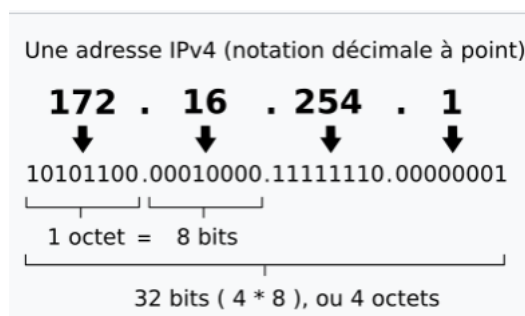 Une adresse IPv4 (notation décimale à point)
172 . 16 . 254 . 1
10101100.00010000.11111110.00000001
1 octet = 8 bits
32 bits ( 4 * 8 ), ou 4 octets